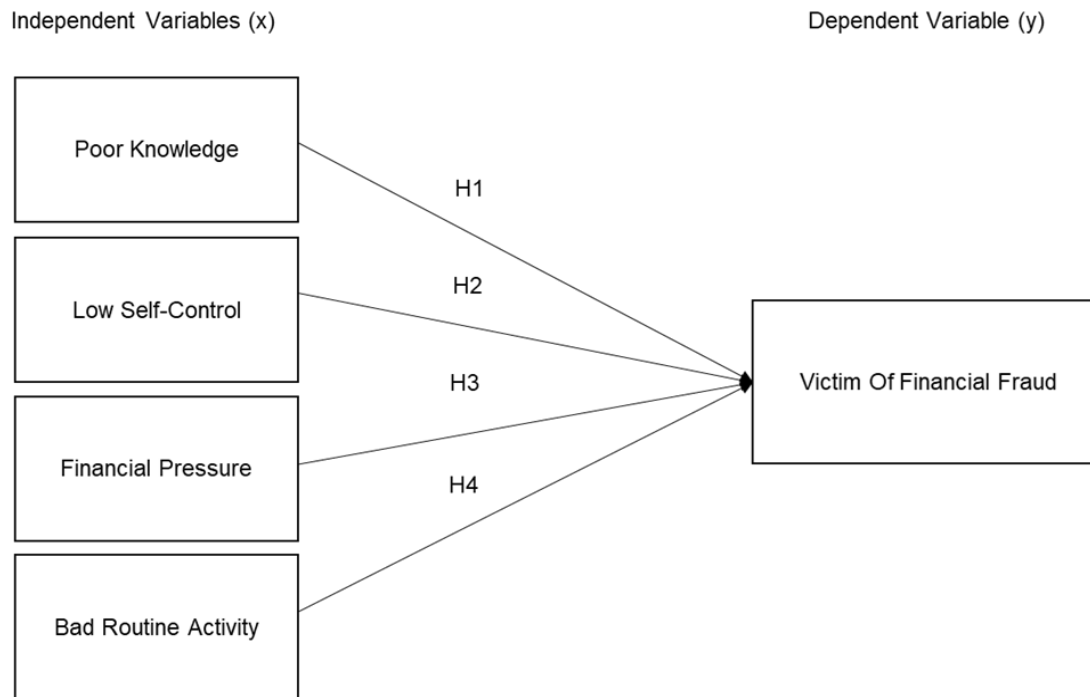 Independent Variables (x)
Dependent Variable (y)
Poor Knowledge
H1
Low Self-Control
H2
Victim Of Financial Fraud
H3
Financial Pressure
H4
Bad Routine Activity